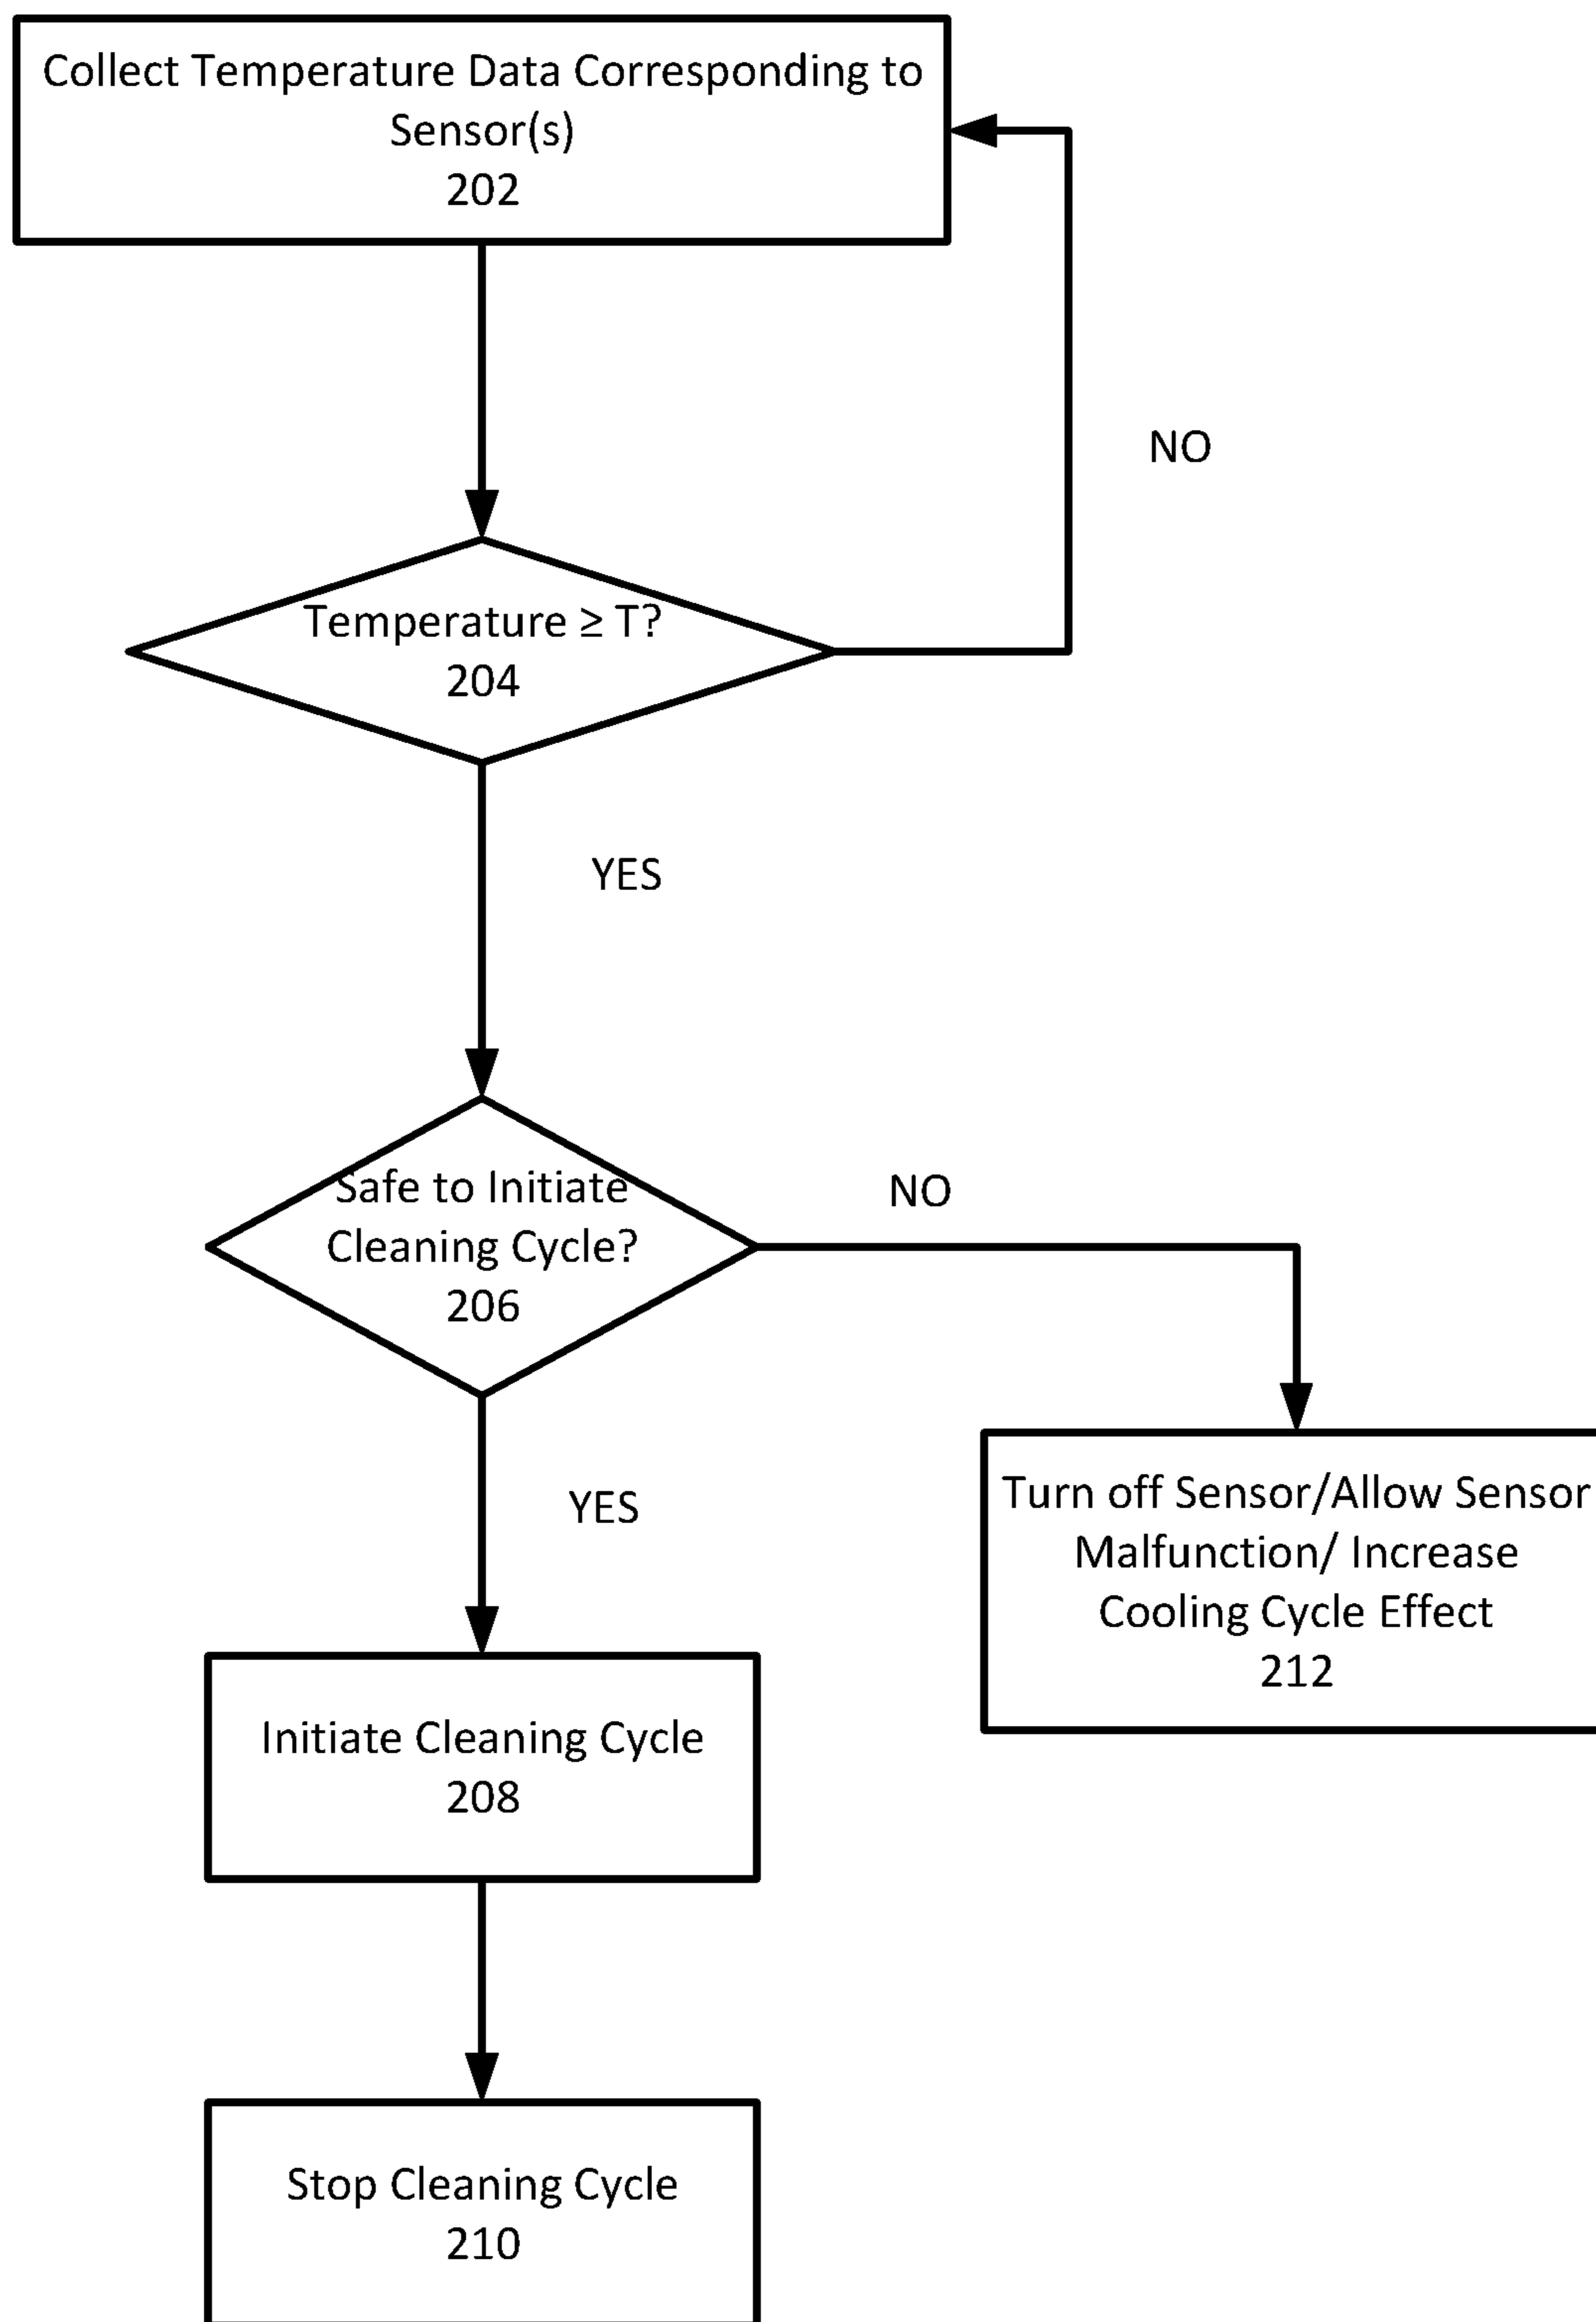 Collect Temperature Data Corresponding to
Sensor(s)
202
NO
Temperature ≥ T?
204
YES
Safe to Initiate
Cleaning Cycle?
206
NO
YES
Turn off Sensor/Allow Sensor
Malfunction/ Increase
Cooling Cycle Effect
212
Initiate Cleaning Cycle
208
Stop Cleaning Cycle
210